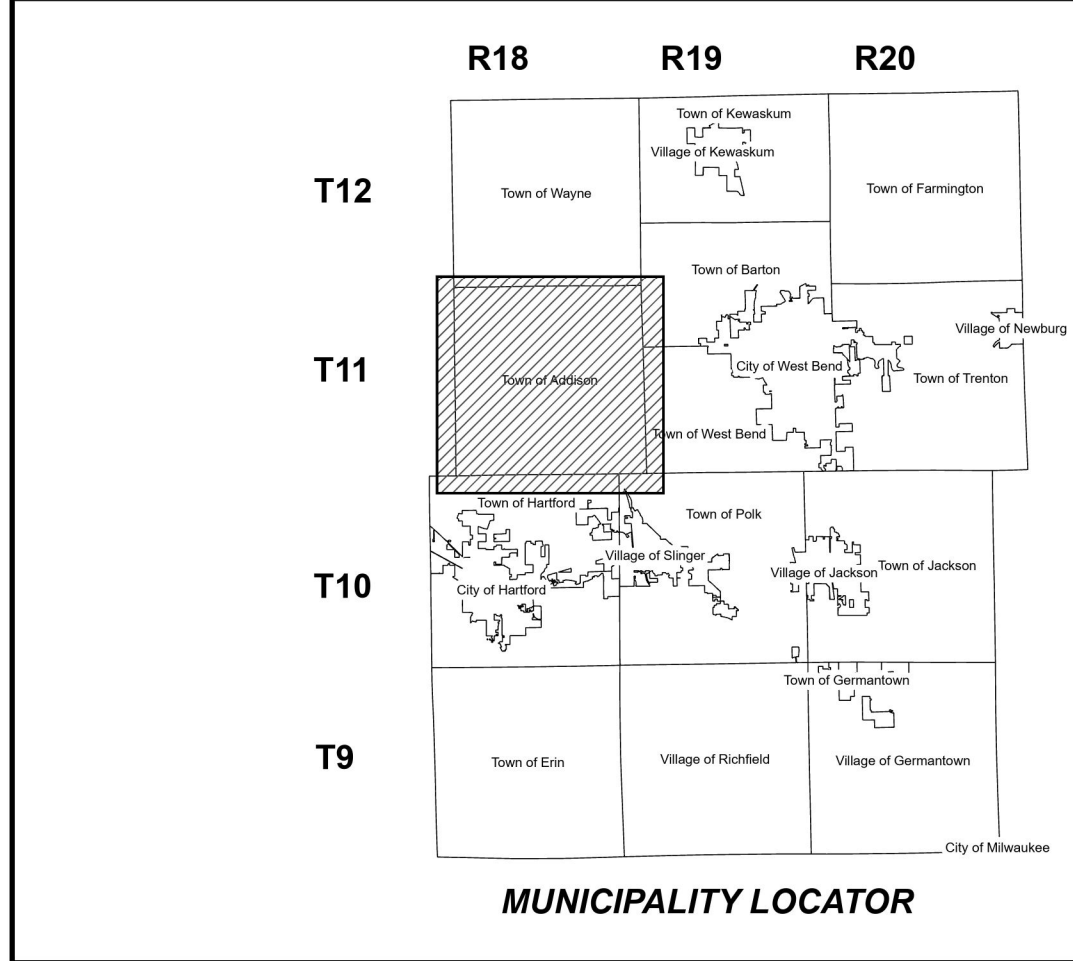 R18 R19 R20
Town of Kewaskum
Village of Kewaskum
T12
Town of Wayne
Town of Farmington
Town of Barton
Village of Newburg
T11
Town of Addison
City of West Bend
Town of Trenton
Town of West Bend
Town of Hartford
Town of Polk
Village of Slinger
T10
City of Hartford
Village of Jackson
Town of Jackson
Town of Germantown
T9
Town of Erin
Village of Richfield
Village of Germantown
City of Milwaukee
MUNICIPALITY LOCATOR